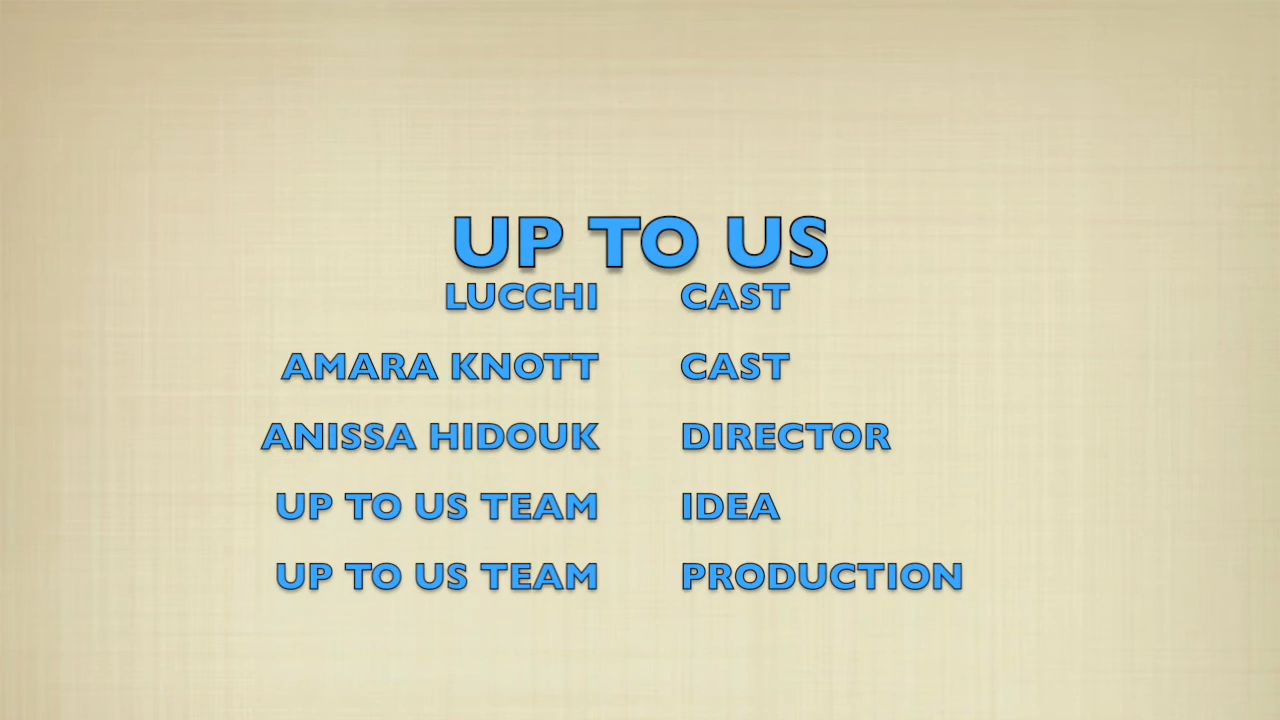 UP TO US
LUCCHI CAST
AMARA KNOTT CAST
ANISSA HIDOUK DIRECTOR
UP TO US TEAM IDEA
UP TO US TEAM PRODUCTION